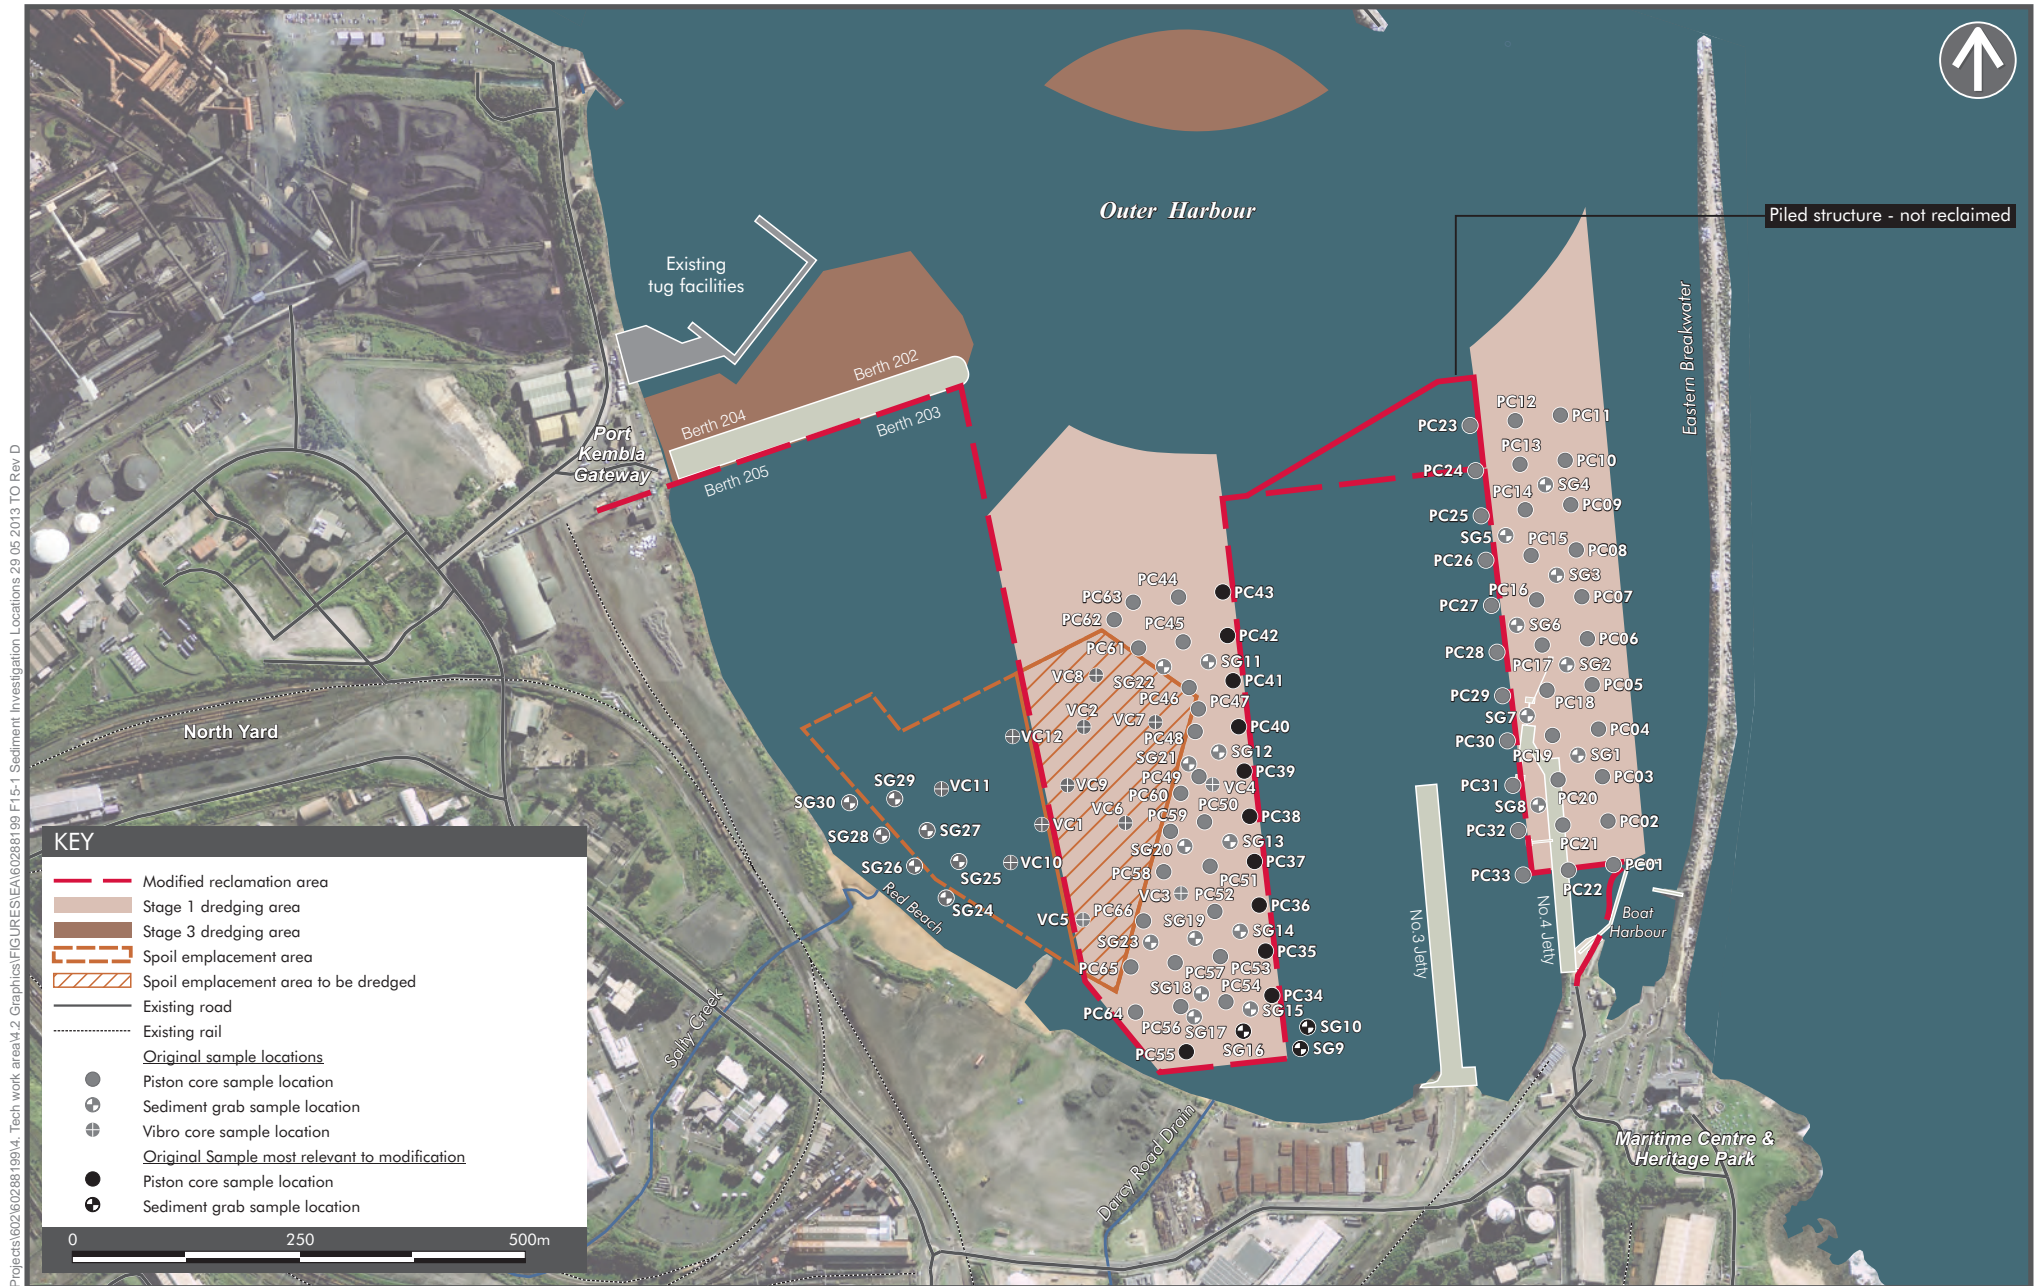 Projects\602\60288199\4. Tech work area\4.2 Graphics\FIGURES\EA\60288199 F15-1 Sediment Investigation Locations 29 05 2013 TO Rev D
Outer Harbour
Piled structure - not reclaimed
Existing
tug facilities
Eastern Breakwater
Berth 202
Berth 204
Berth 203
Berth 205
Port
Kembla
Gateway
PC12
PC11
PC23
PC13
PC10
PC24
SG4
PC14
PC09
PC25
SG5
PC15
PC08
PC26
SG3
PC16
PC07
PC27
SG6
PC06
PC28
PC17
SG2
PC05
PC29
PC18
SG7
PC04
PC30
PC19
SG1
PC03
PC31
PC20
SG8
PC02
PC32
PC21
PC01
PC33
PC22
PC44
PC43
PC63
PC62
PC45
PC42
PC61
SG11
VC8
SG22
PC41
PC46
PC47
VC2
VC7
PC40
VC12
PC48
SG12
SG21
PC39
PC49
VC9
VC4
PC60
PC50
VC6
PC59
PC38
VC1
SG13
SG20
PC37
PC58
PC51
VC3
PC52
PC36
VC5
PC66
SG19
SG14
SG23
PC35
PC65
PC57
PC53
SG18
PC54
PC34
PC64
SG15
PC56
SG17
SG10
PC55
SG16
SG9
SG29
VC11
SG30
SG28
SG27
SG26
SG25
VC10
SG24
Red Beach
North Yard
Salty Creek
Darcy Road Drain
No.3 Jetty
No.4 Jetty
Boat
Harbour
Maritime Centre &
Heritage Park
KEY
Modified reclamation area
Stage 1 dredging area
Stage 3 dredging area
Spoil emplacement area
Spoil emplacement area to be dredged
Existing road
Existing rail
Original sample locations
Piston core sample location
Sediment grab sample location
Vibro core sample location
Original Sample most relevant to modification
Piston core sample location
Sediment grab sample location
0 250 500m